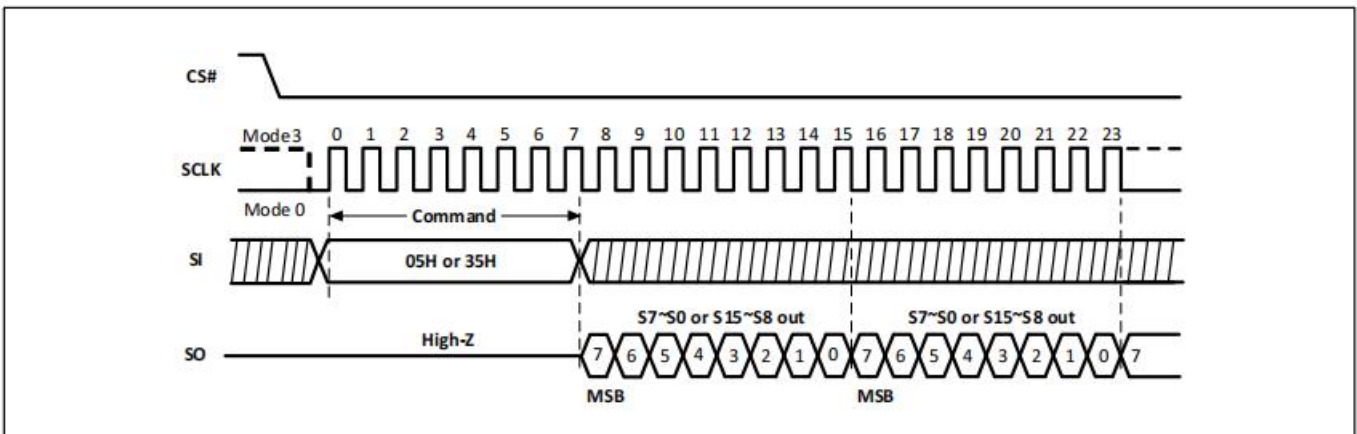 CS#
Mode3 0 1 2 3 4 5 6 7 8 9 10 11 12 13 14 15 16 17 18 19 20 21 22 23
SCLK
Mode 0
Command
SI 05H or 35H
S7~S0 or S15~S8 out S7~S0 or S15~S8 out
High-Z
SO 7 6 5 4 3 2 1 0 7 6 5 4 3 2 1 0 7
MSB MSB